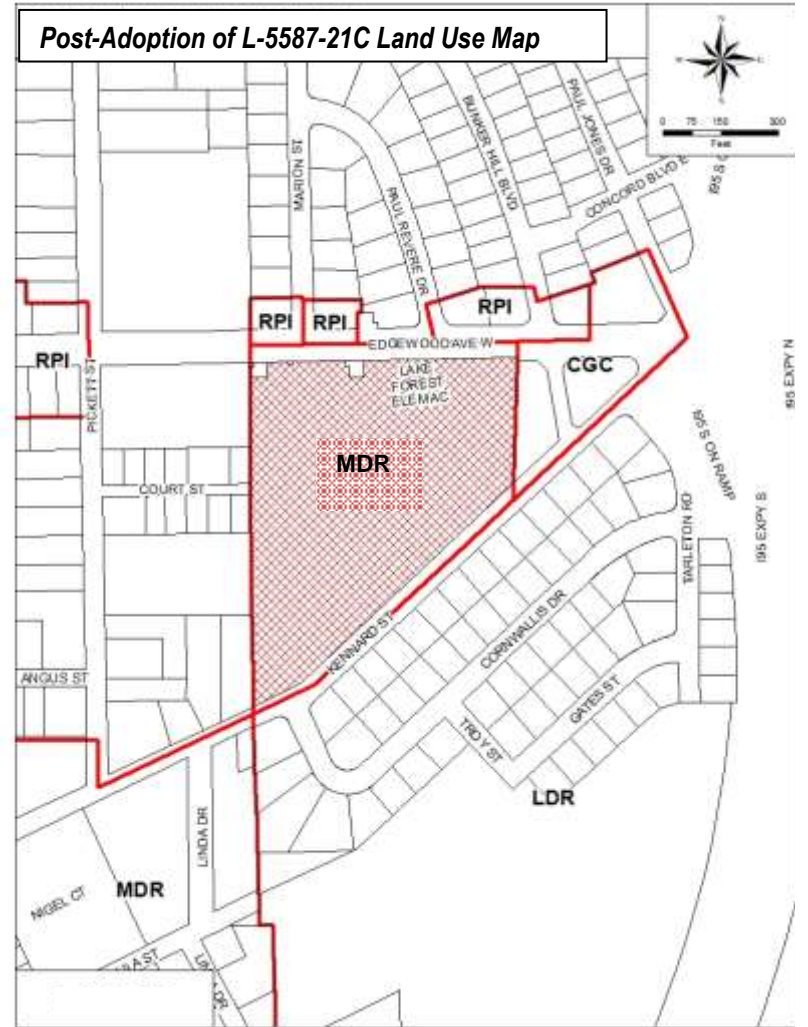 Post-Adoption of L-5587-21C Land Use Map
N
W
E
S
0 75 150 300
Feet
MARION ST
PAUL REVERE DR
BUNKER HILL BLVD
PAUL JONES DR
CONCORD BLVD E
I95 S
RPI
RPI
RPI
RPI
EDGEWOOD AVE W
CGC
PICKETT ST
LAKE
FOREST
ELEMAC
MDR
COURT ST
I95 S ON RAMP
I95 EXPY N
I95 EXPY S
TARLETON RD
KENNARD ST
CORNWALLIS DR
ANGUS ST
GATES ST
TROY ST
LDR
LINDA DR
MDR
NIGEL CT